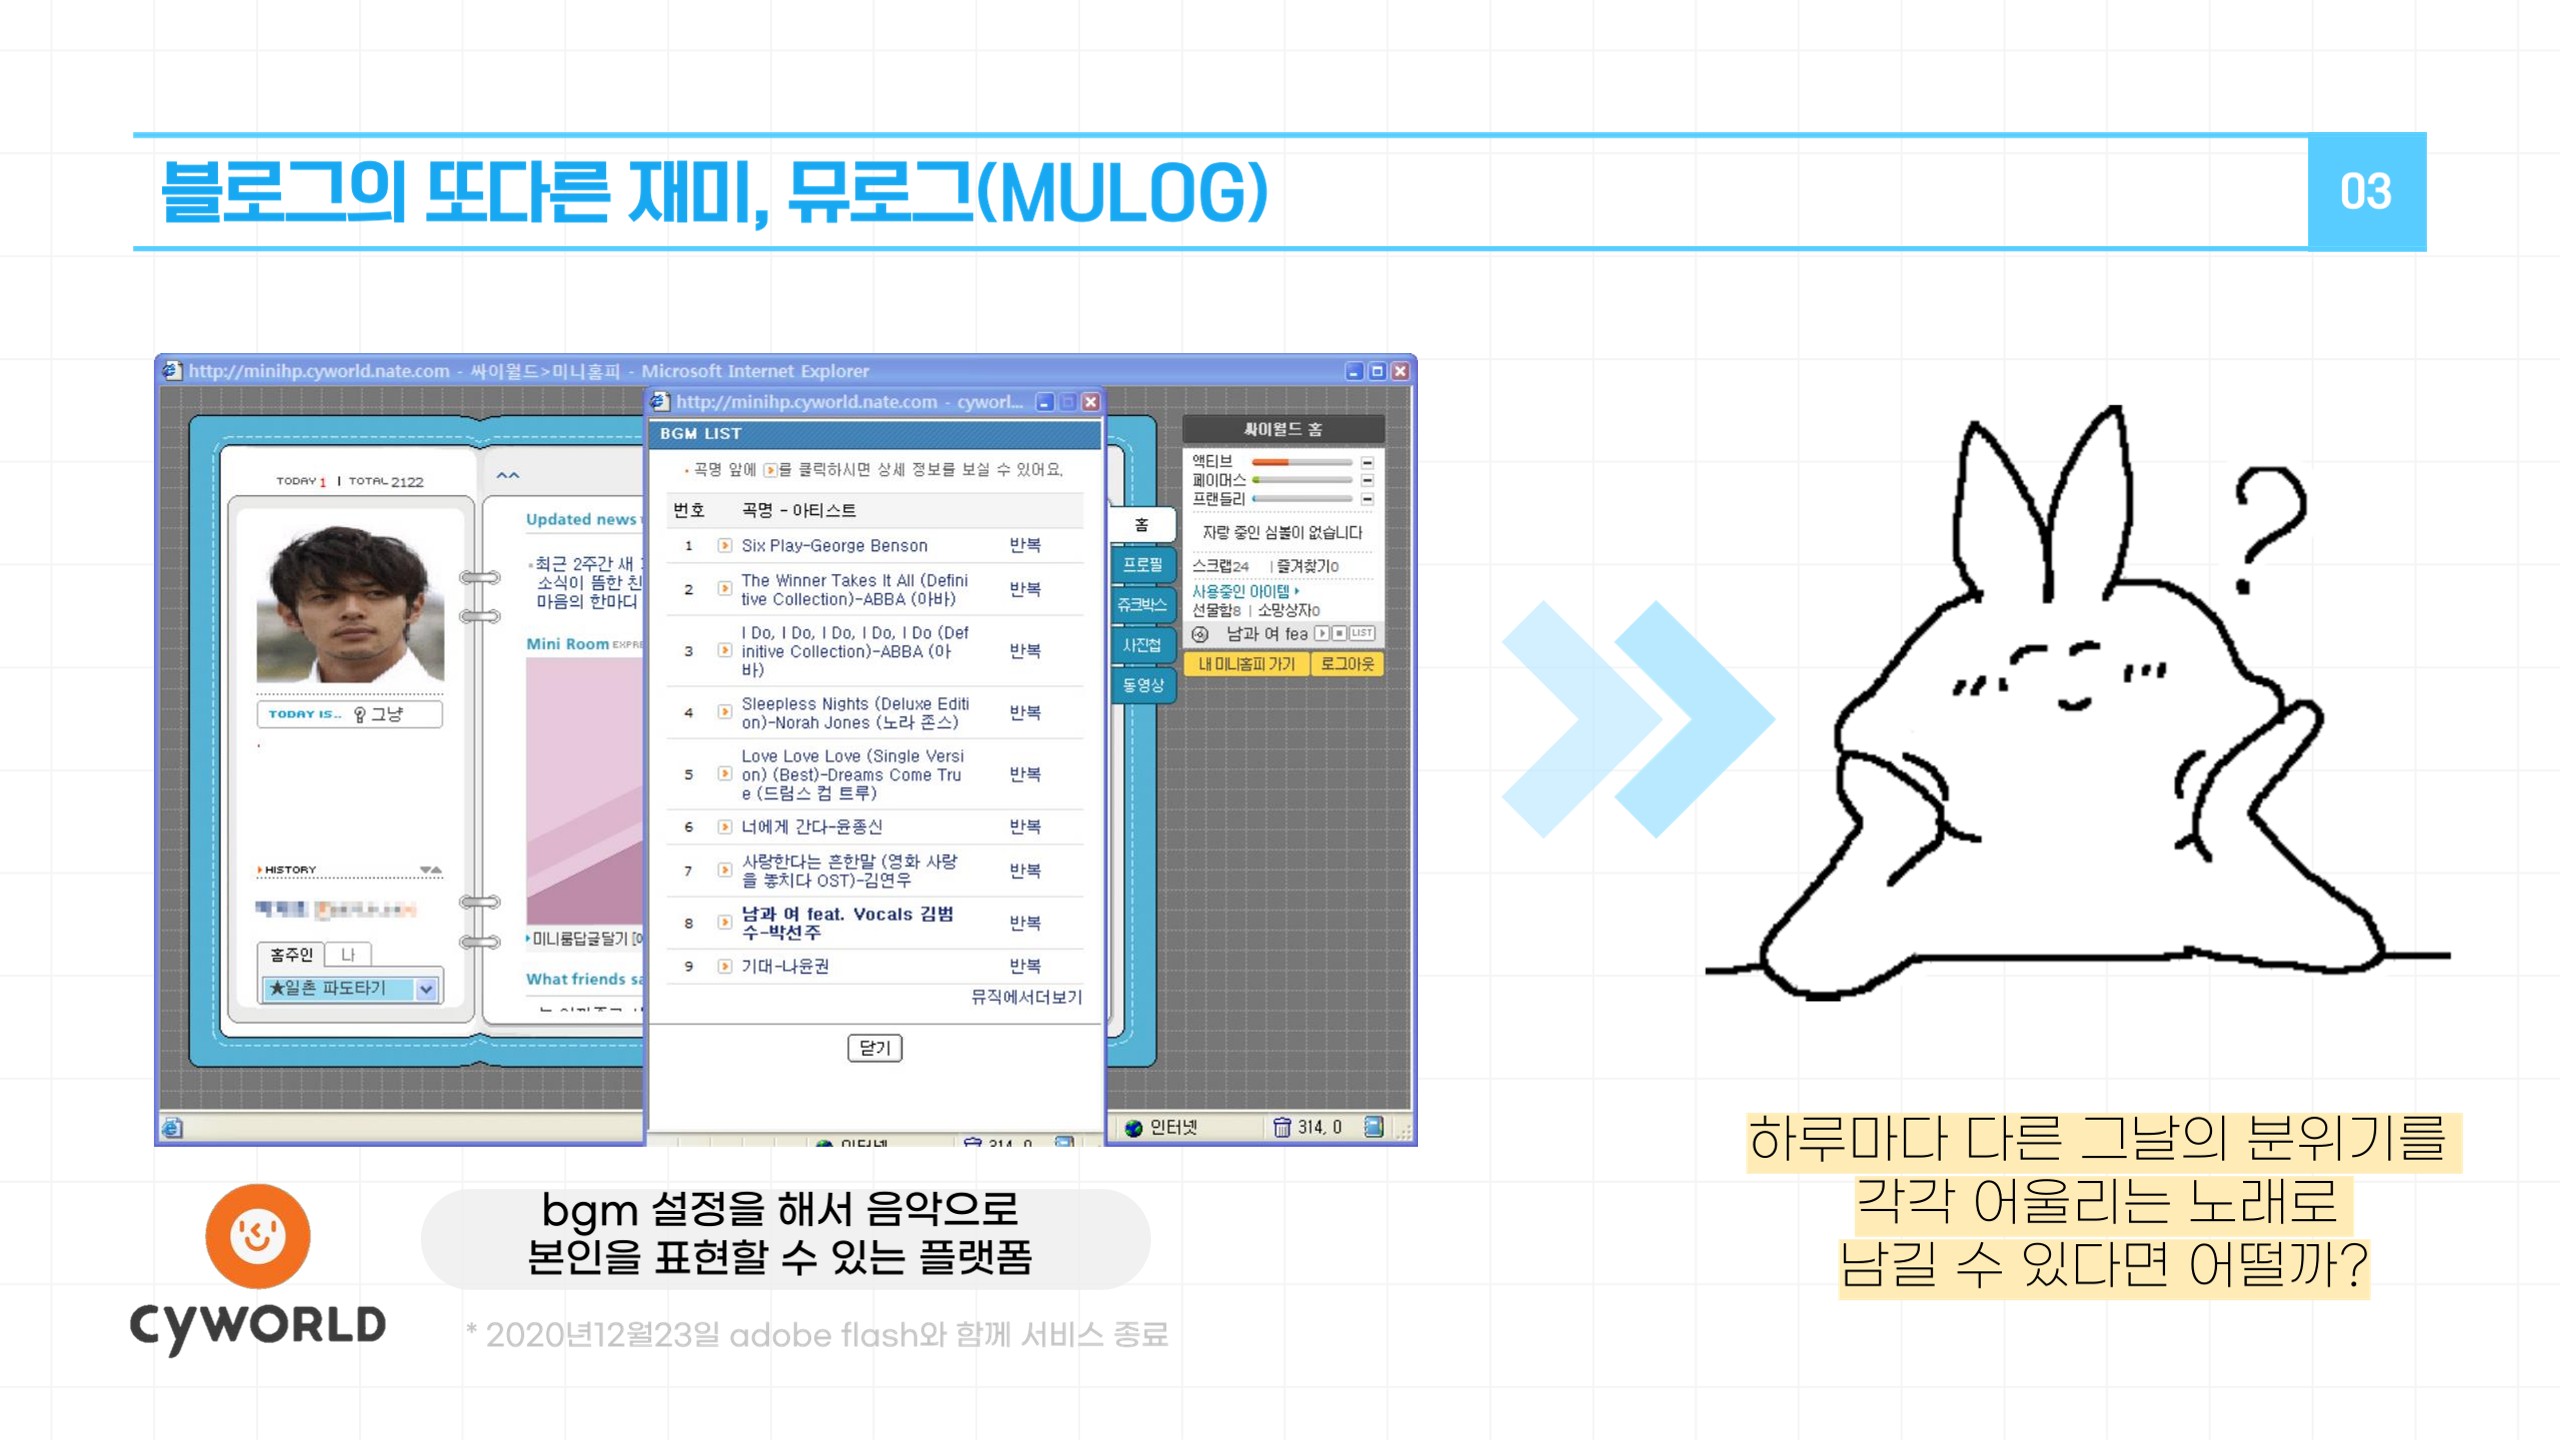 블로그의 또다른 재미, 뮤로그(MULOG)
03
http://minihp.cyworld.nate.com - 싸이월드>미니홈피 - Microsoft Internet Explorer
http://minihp.cyworld.nate.com - cyworl...
TODAY 1 | TOTAL 2122
TODAY IS.. 그냥
.
HISTORY
홈주인
나
★일촌 파도타기
^^
Updated news
최근 2주간 새
소식이 뜸한 친
마음의 한마디
Mini Room
미니룸답글달기
What friends sa
BGM LIST
· 곡명 앞에 를 클릭하시면 상세 정보를 보실 수 있어요.
번호 곡명 - 아티스트
1 Six Play-George Benson 반복
2 The Winner Takes It All (Defini 반복
tive Collection)-ABBA (아바)
3 I Do, I Do, I Do, I Do, I Do (Def 반복
initive Collection)-ABBA (아
바)
4 Sleepless Nights (Deluxe Editi 반복
on)-Norah Jones (노라 존스)
5 Love Love Love (Single Versi 반복
on) (Best)-Dreams Come Tru
e (드림스 컴 트루)
6 너에게 간다-윤종신 반복
7 사랑한다는 흔한말 (영화 사랑 반복
을 놓치다 OST)-김연우
8 남과 여 feat. Vocals 김범 반복
수-박선주
9 기대-나윤권 반복
뮤직에서더보기
닫기
홈
프로필
쥬크박스
사진첩
동영상
싸이월드 홈
액티브
페이머스
프랜들리
자랑 중인 심볼이 없습니다
스크랩24 | 즐겨찾기0
사용중인 아이템
선물함8 | 소망상자0
남과 여 fea LIST
내 미니홈피 가기 로그아웃
인터넷 314, 0
?
CYWORLD
bgm 설정을 해서 음악으로
본인을 표현할 수 있는 플랫폼
* 2020년12월23일 adobe flash와 함께 서비스 종료
하루마다 다른 그날의 분위기를
각각 어울리는 노래로
남길 수 있다면 어떨까?